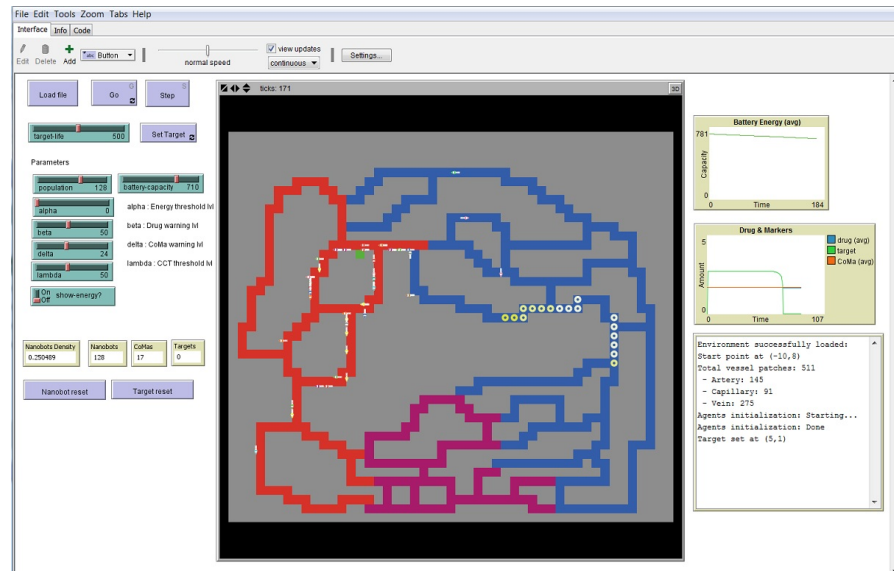 File Edit Tools Zoom Tabs Help
Interface Info Code
Edit Delete Add
abc Button
normal speed
view updates
continuous
Settings...
Load file
Go
Step
target-life 500
Set Target
Parameters
population 128
battery-capacity 710
alpha 0
alpha : Energy threshold lvl
beta 50
beta : Drug warning lvl
delta 24
delta : CoMa warning lvl
lambda 50
lambda : CCT threshold lvl
On
Off
show-energy?
Nanobots Density
0.250489
Nanobots
128
CoMas
17
Targets
0
Nanobot reset
Target reset
ticks: 171
3D
Battery Energy (avg)
781
Capacity
0
0 Time 184
Drug & Markers
5
Amount
0
0 Time 107
drug (avg)
target
CoMa (avg)
Environment successfully loaded:
Start point at (-10,8)
Total vessel patches: 511
- Artery: 145
- Capillary: 91
- Vein: 275
Agents initialization: Starting...
Agents initialization: Done
Target set at (5,1)